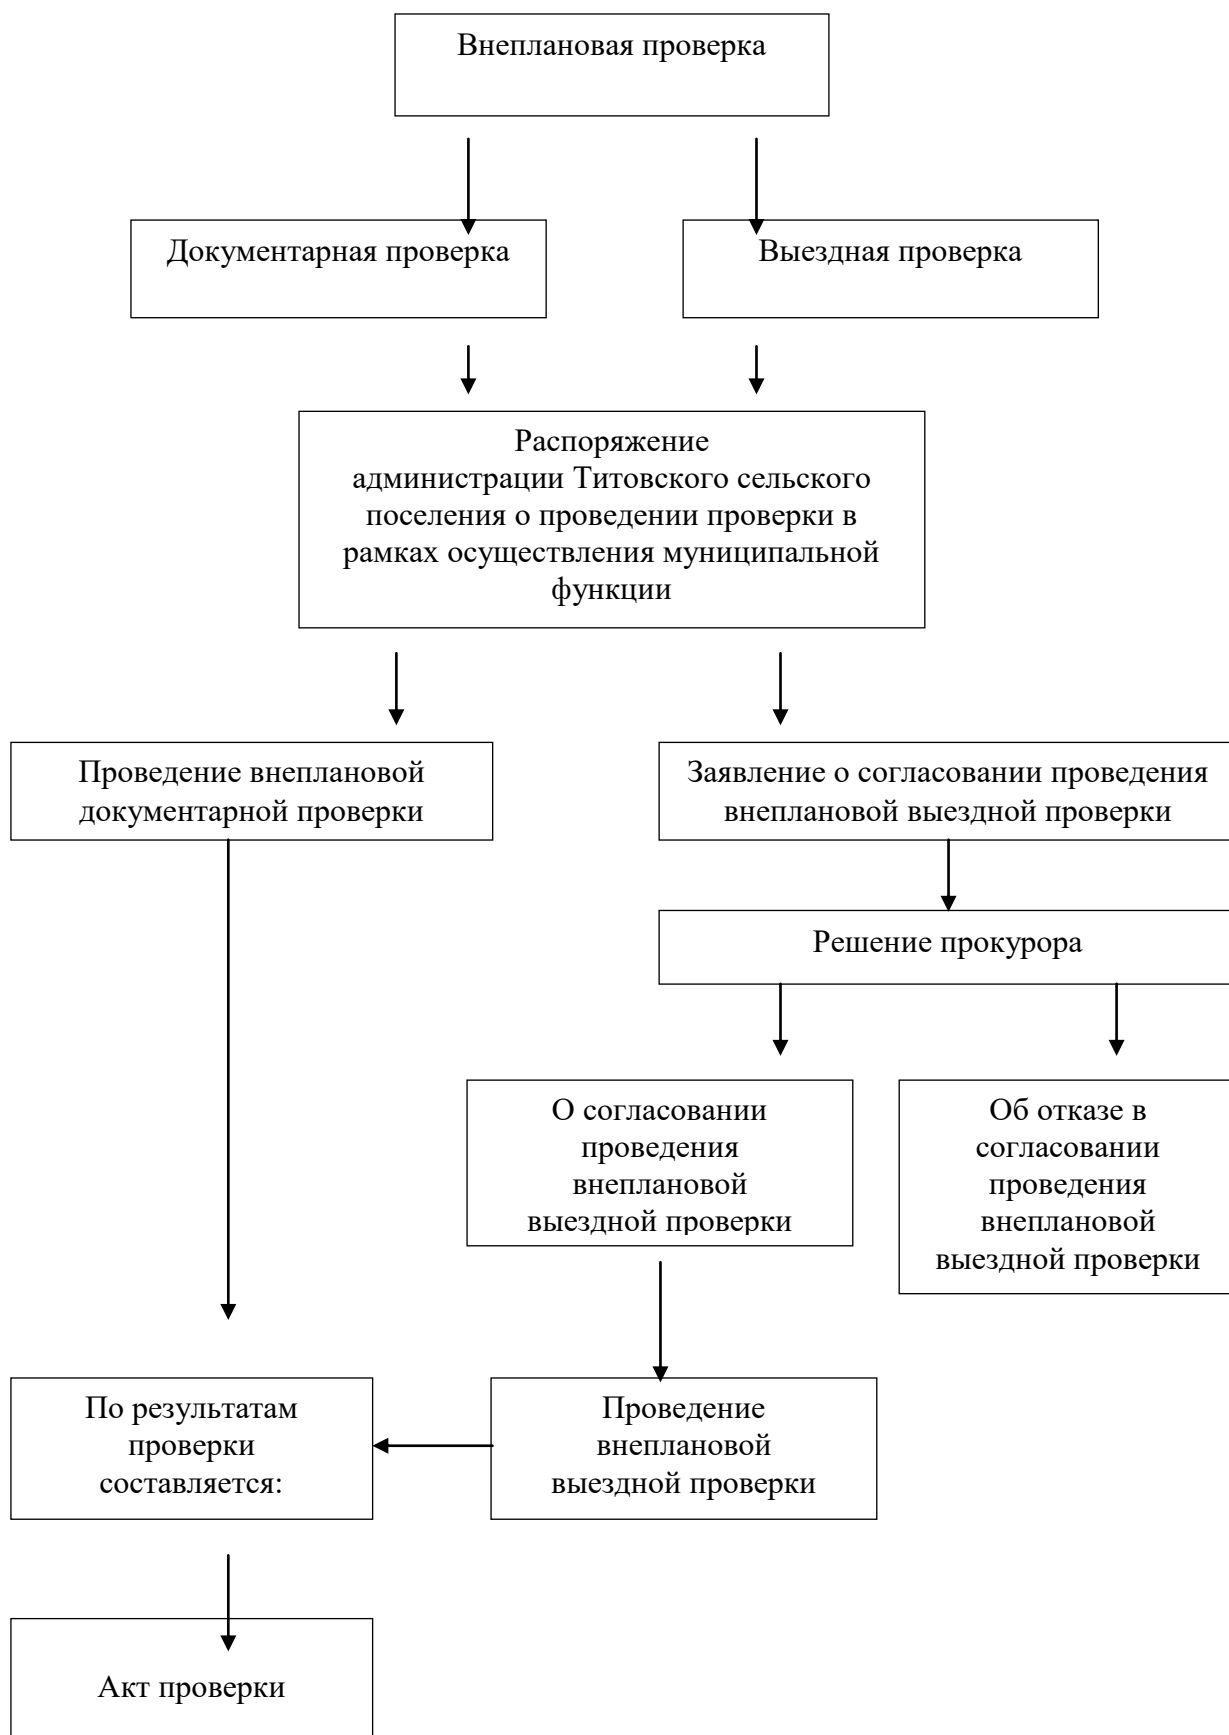 Внеплановая проверка
Документарная проверка
Выездная проверка
Распоряжение
администрации Титовского сельского
поселения о проведении проверки в
рамках осуществления муниципальной
функции
Проведение внеплановой
документарной проверки
Заявление о согласовании проведения
внеплановой выездной проверки
Решение прокурора
О согласовании
проведения
внеплановой
выездной проверки
Об отказе в
согласовании
проведения
внеплановой
выездной проверки
По результатам
проверки
составляется:
Проведение
внеплановой
выездной проверки
Акт проверки